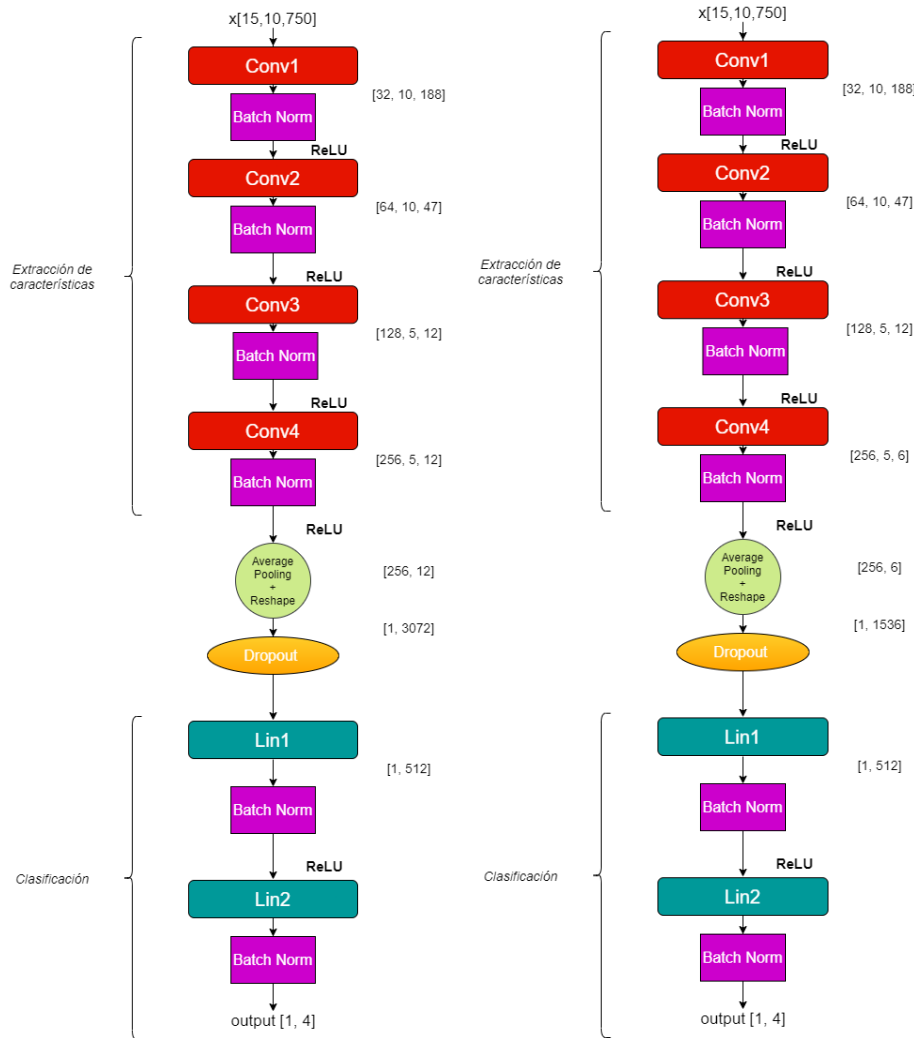 x[15,10,750]
Conv1
[32, 10, 188]
Batch Norm
ReLU
Conv2
[64, 10, 47]
Batch Norm
Extracción de
características
ReLU
Conv3
[128, 5, 12]
Batch Norm
ReLU
Conv4
[256, 5, 12]
Batch Norm
ReLU
Average
Pooling
+
Reshape
[256, 12]
[1, 3072]
Dropout
Lin1
[1, 512]
Batch Norm
Clasificación
ReLU
Lin2
Batch Norm
output [1, 4]
x[15,10,750]
Conv1
[32, 10, 188]
Batch Norm
ReLU
Conv2
[64, 10, 47]
Batch Norm
Extracción de
características
ReLU
Conv3
[128, 5, 12]
Batch Norm
ReLU
Conv4
[256, 5, 6]
Batch Norm
ReLU
Average
Pooling
+
Reshape
[256, 6]
[1, 1536]
Dropout
Lin1
[1, 512]
Batch Norm
Clasificación
ReLU
Lin2
Batch Norm
output [1, 4]